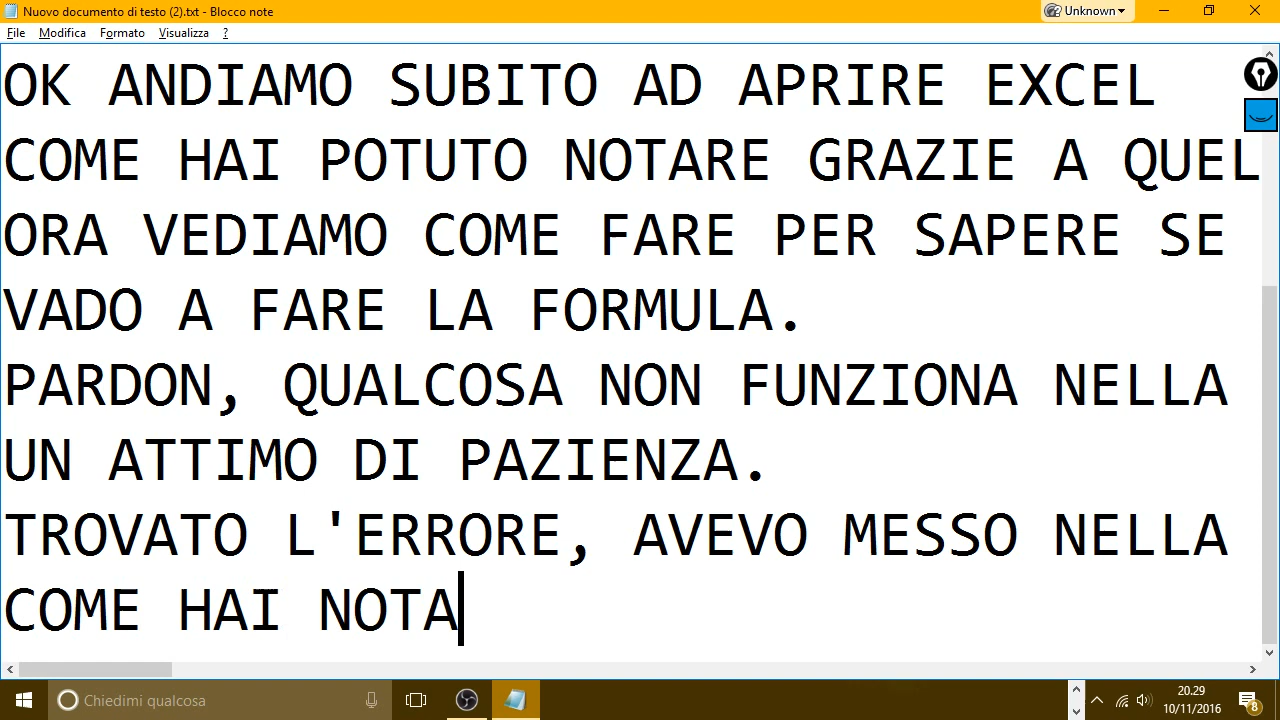 Nuovo documento di testo (2).txt - Blocco note
Unknown
File Modifica Formato Visualizza ?
OK ANDIAMO SUBITO AD APRIRE EXCEL
COME HAI POTUTO NOTARE GRAZIE A QUEL
ORA VEDIAMO COME FARE PER SAPERE SE
VADO A FARE LA FORMULA.
PARDON, QUALCOSA NON FUNZIONA NELLA
UN ATTIMO DI PAZIENZA.
TROVATO L'ERRORE, AVEVO MESSO NELLA
COME HAI NOTA
Chiedimi qualcosa
20.29
10/11/2016
8